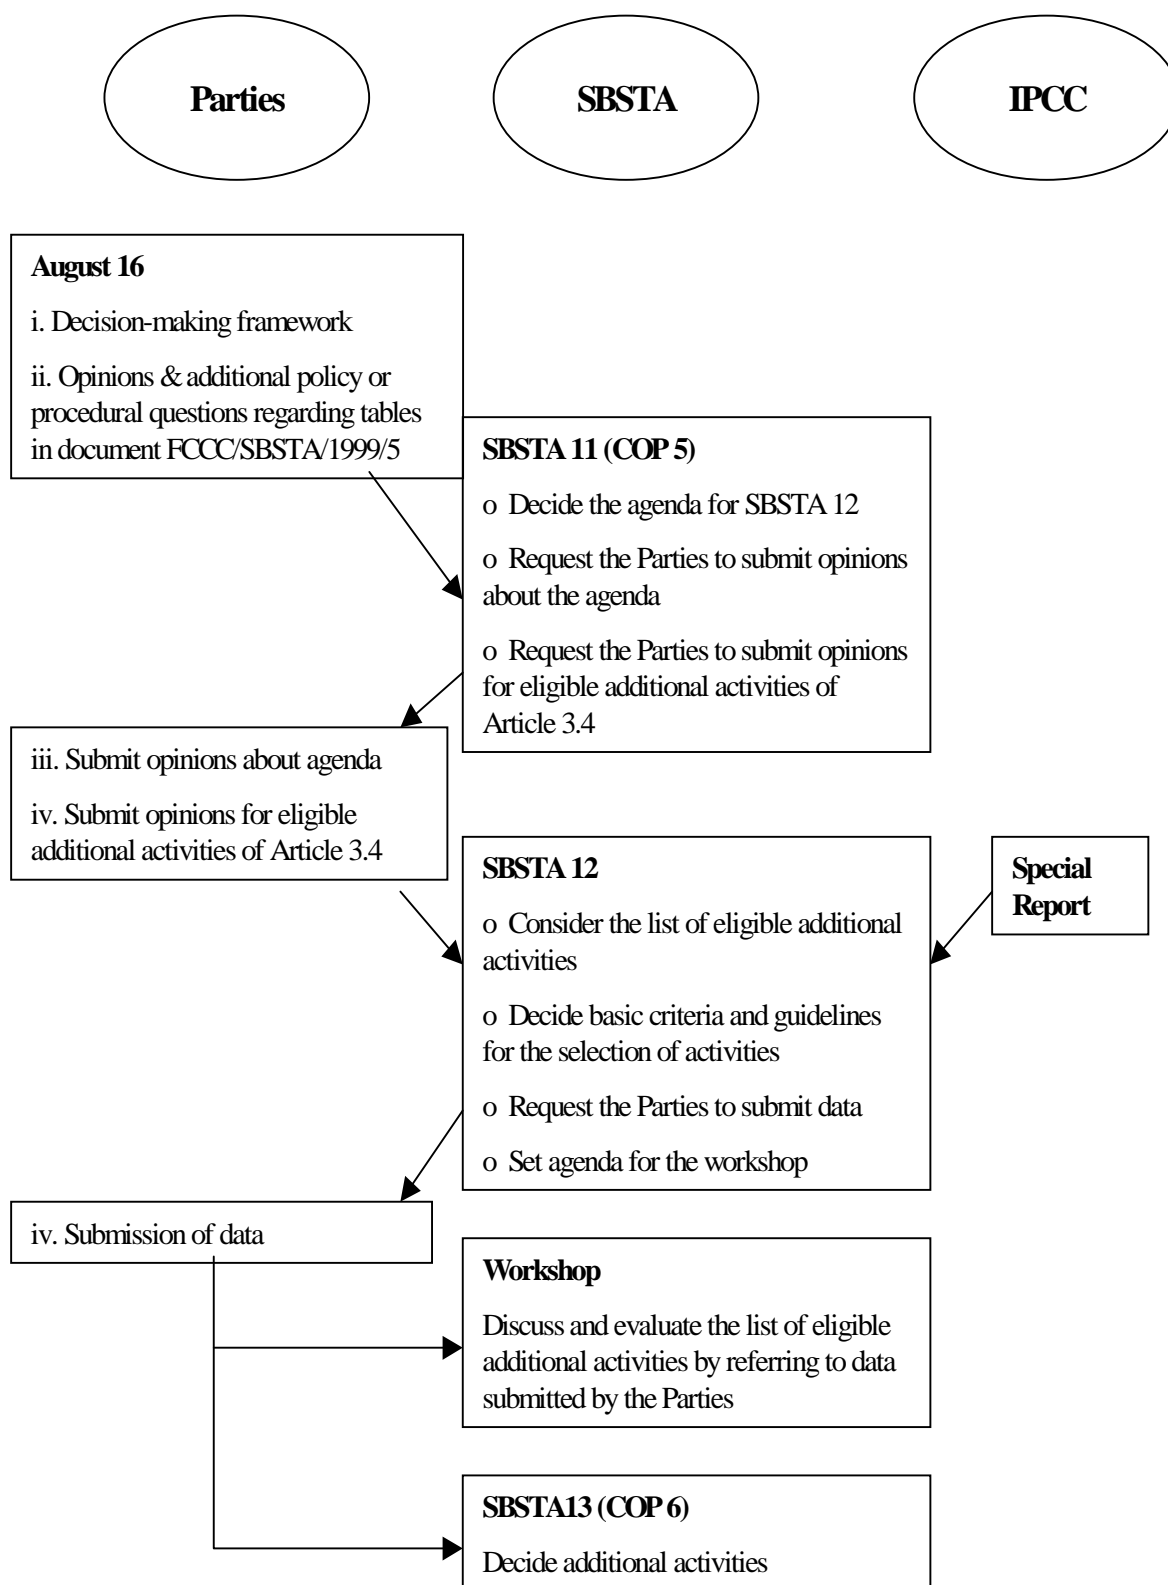 Parties
SBSTA
IPCC
August 16
i. Decision-making framework
ii. Opinions & additional policy or
procedural questions regarding tables
in document FCCC/SBSTA/1999/5
SBSTA 11 (COP 5)
o Decide the agenda for SBSTA 12
o Request the Parties to submit opinions
about the agenda
o Request the Parties to submit opinions
for eligible additional activities of
Article 3.4
iii. Submit opinions about agenda
iv. Submit opinions for eligible
additional activities of Article 3.4
SBSTA 12
o Consider the list of eligible additional
activities
o Decide basic criteria and guidelines
for the selection of activities
o Request the Parties to submit data
o Set agenda for the workshop
Special
Report
iv. Submission of data
Workshop
Discuss and evaluate the list of eligible
additional activities by referring to data
submitted by the Parties
SBSTA13 (COP 6)
Decide additional activities